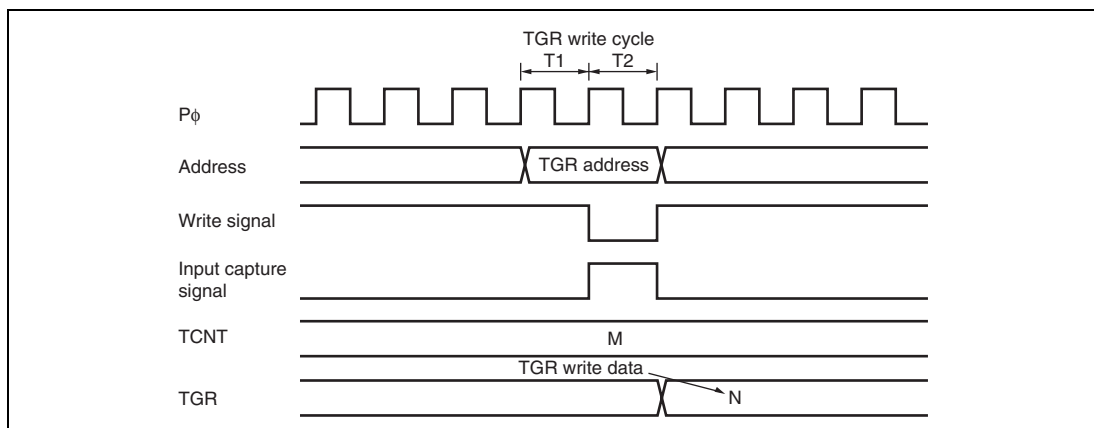 TGR write cycle
T1 T2
Pϕ
Address
TGR address
Write signal
Input capture
signal
TCNT
M
TGR write data
TGR
N